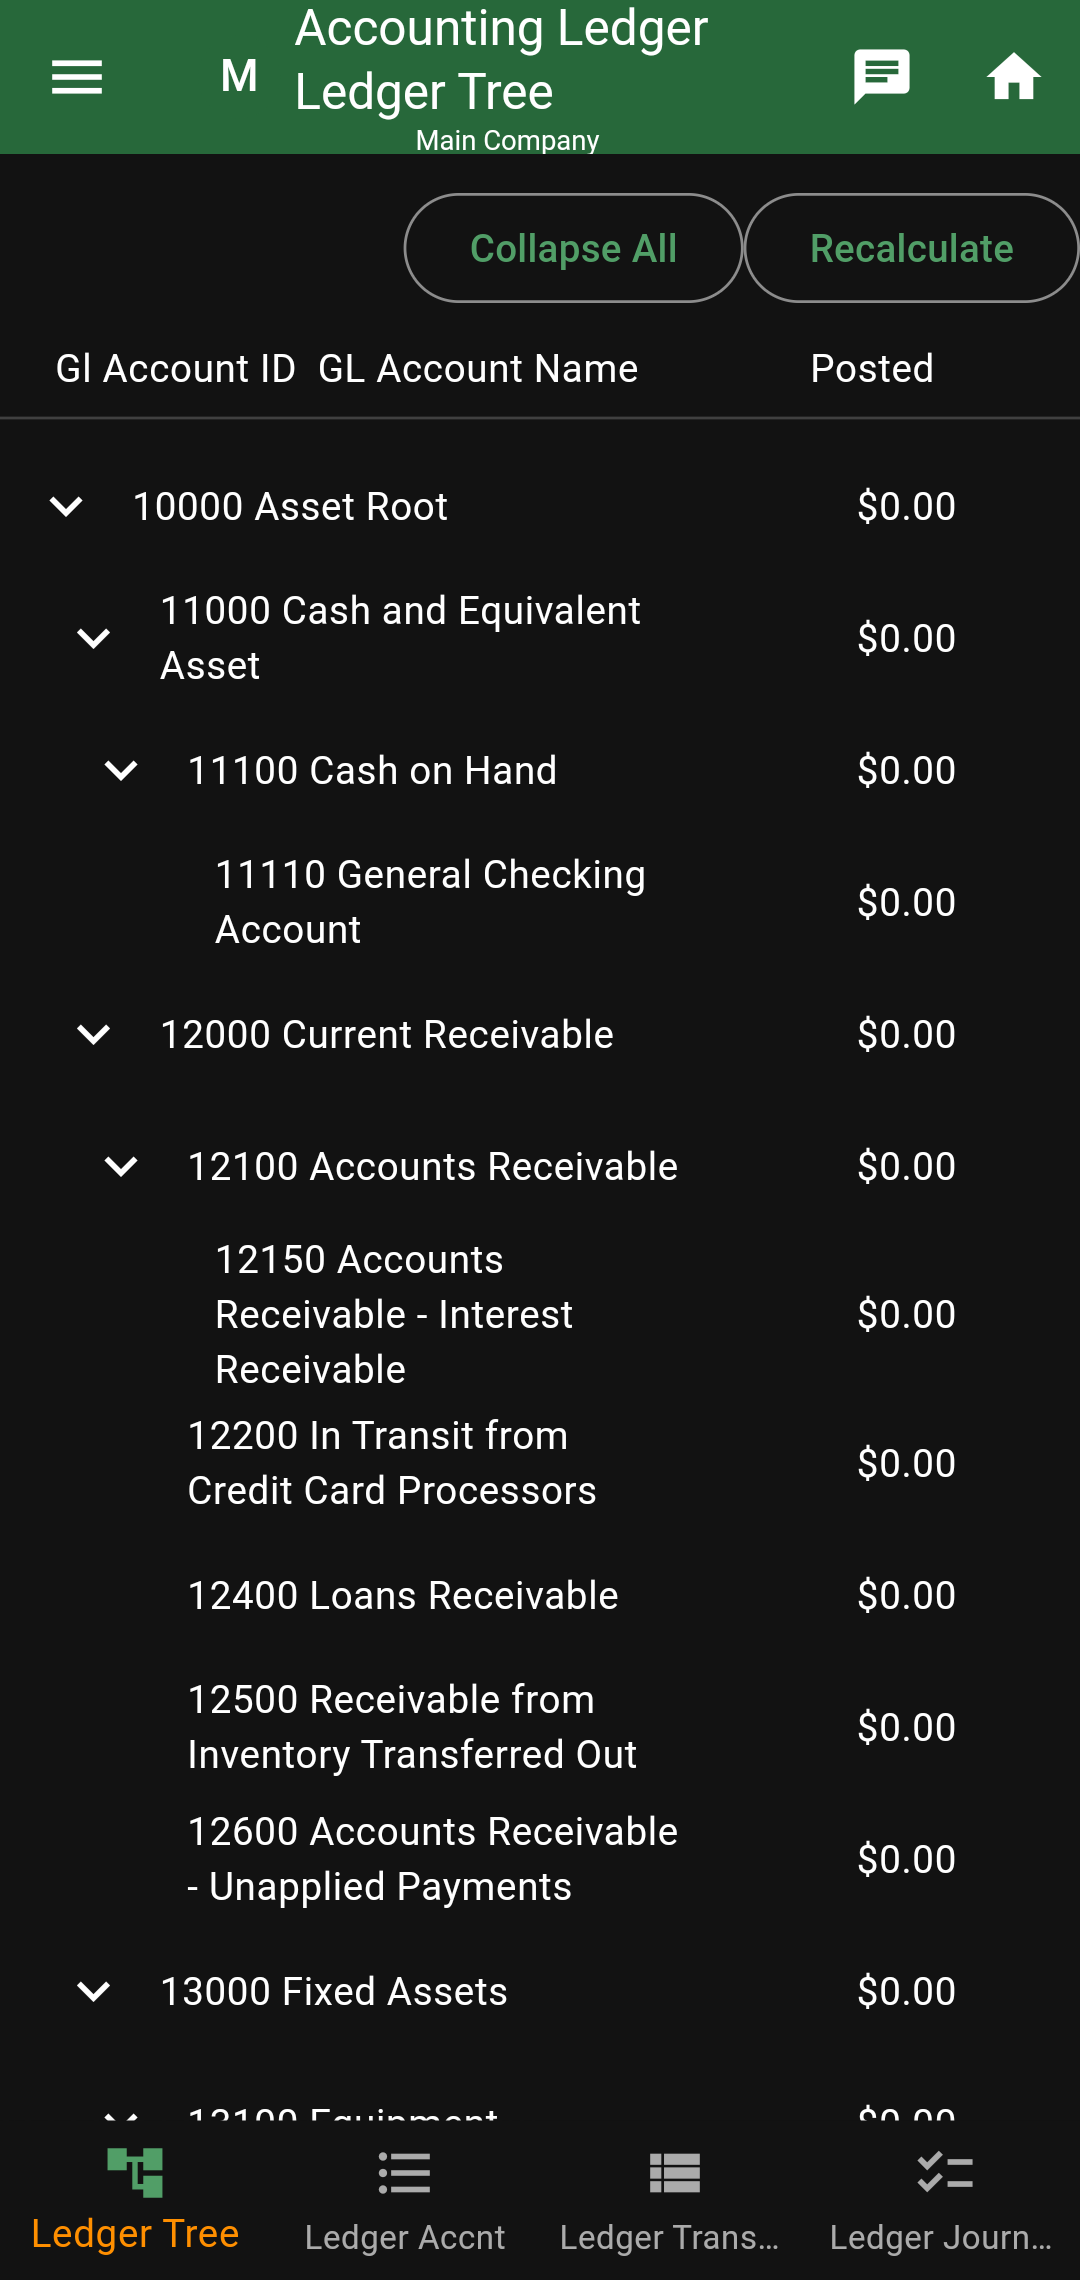 M
Accounting Ledger
Ledger Tree
Main Company
Collapse All Recalculate
Gl Account ID GL Account Name Posted
10000 Asset Root $0.00
11000 Cash and Equivalent
Asset
$0.00
11100 Cash on Hand $0.00
11110 General Checking
Account
$0.00
12000 Current Receivable $0.00
12100 Accounts Receivable $0.00
12150 Accounts
Receivable - Interest
Receivable
$0.00
12200 In Transit from
Credit Card Processors
$0.00
12400 Loans Receivable $0.00
12500 Receivable from
Inventory Transferred Out
$0.00
12600 Accounts Receivable
- Unapplied Payments
$0.00
13000 Fixed Assets $0.00
13100 Equipment $0.00
Ledger Tree Ledger Accnt Ledger Trans... Ledger Journ...